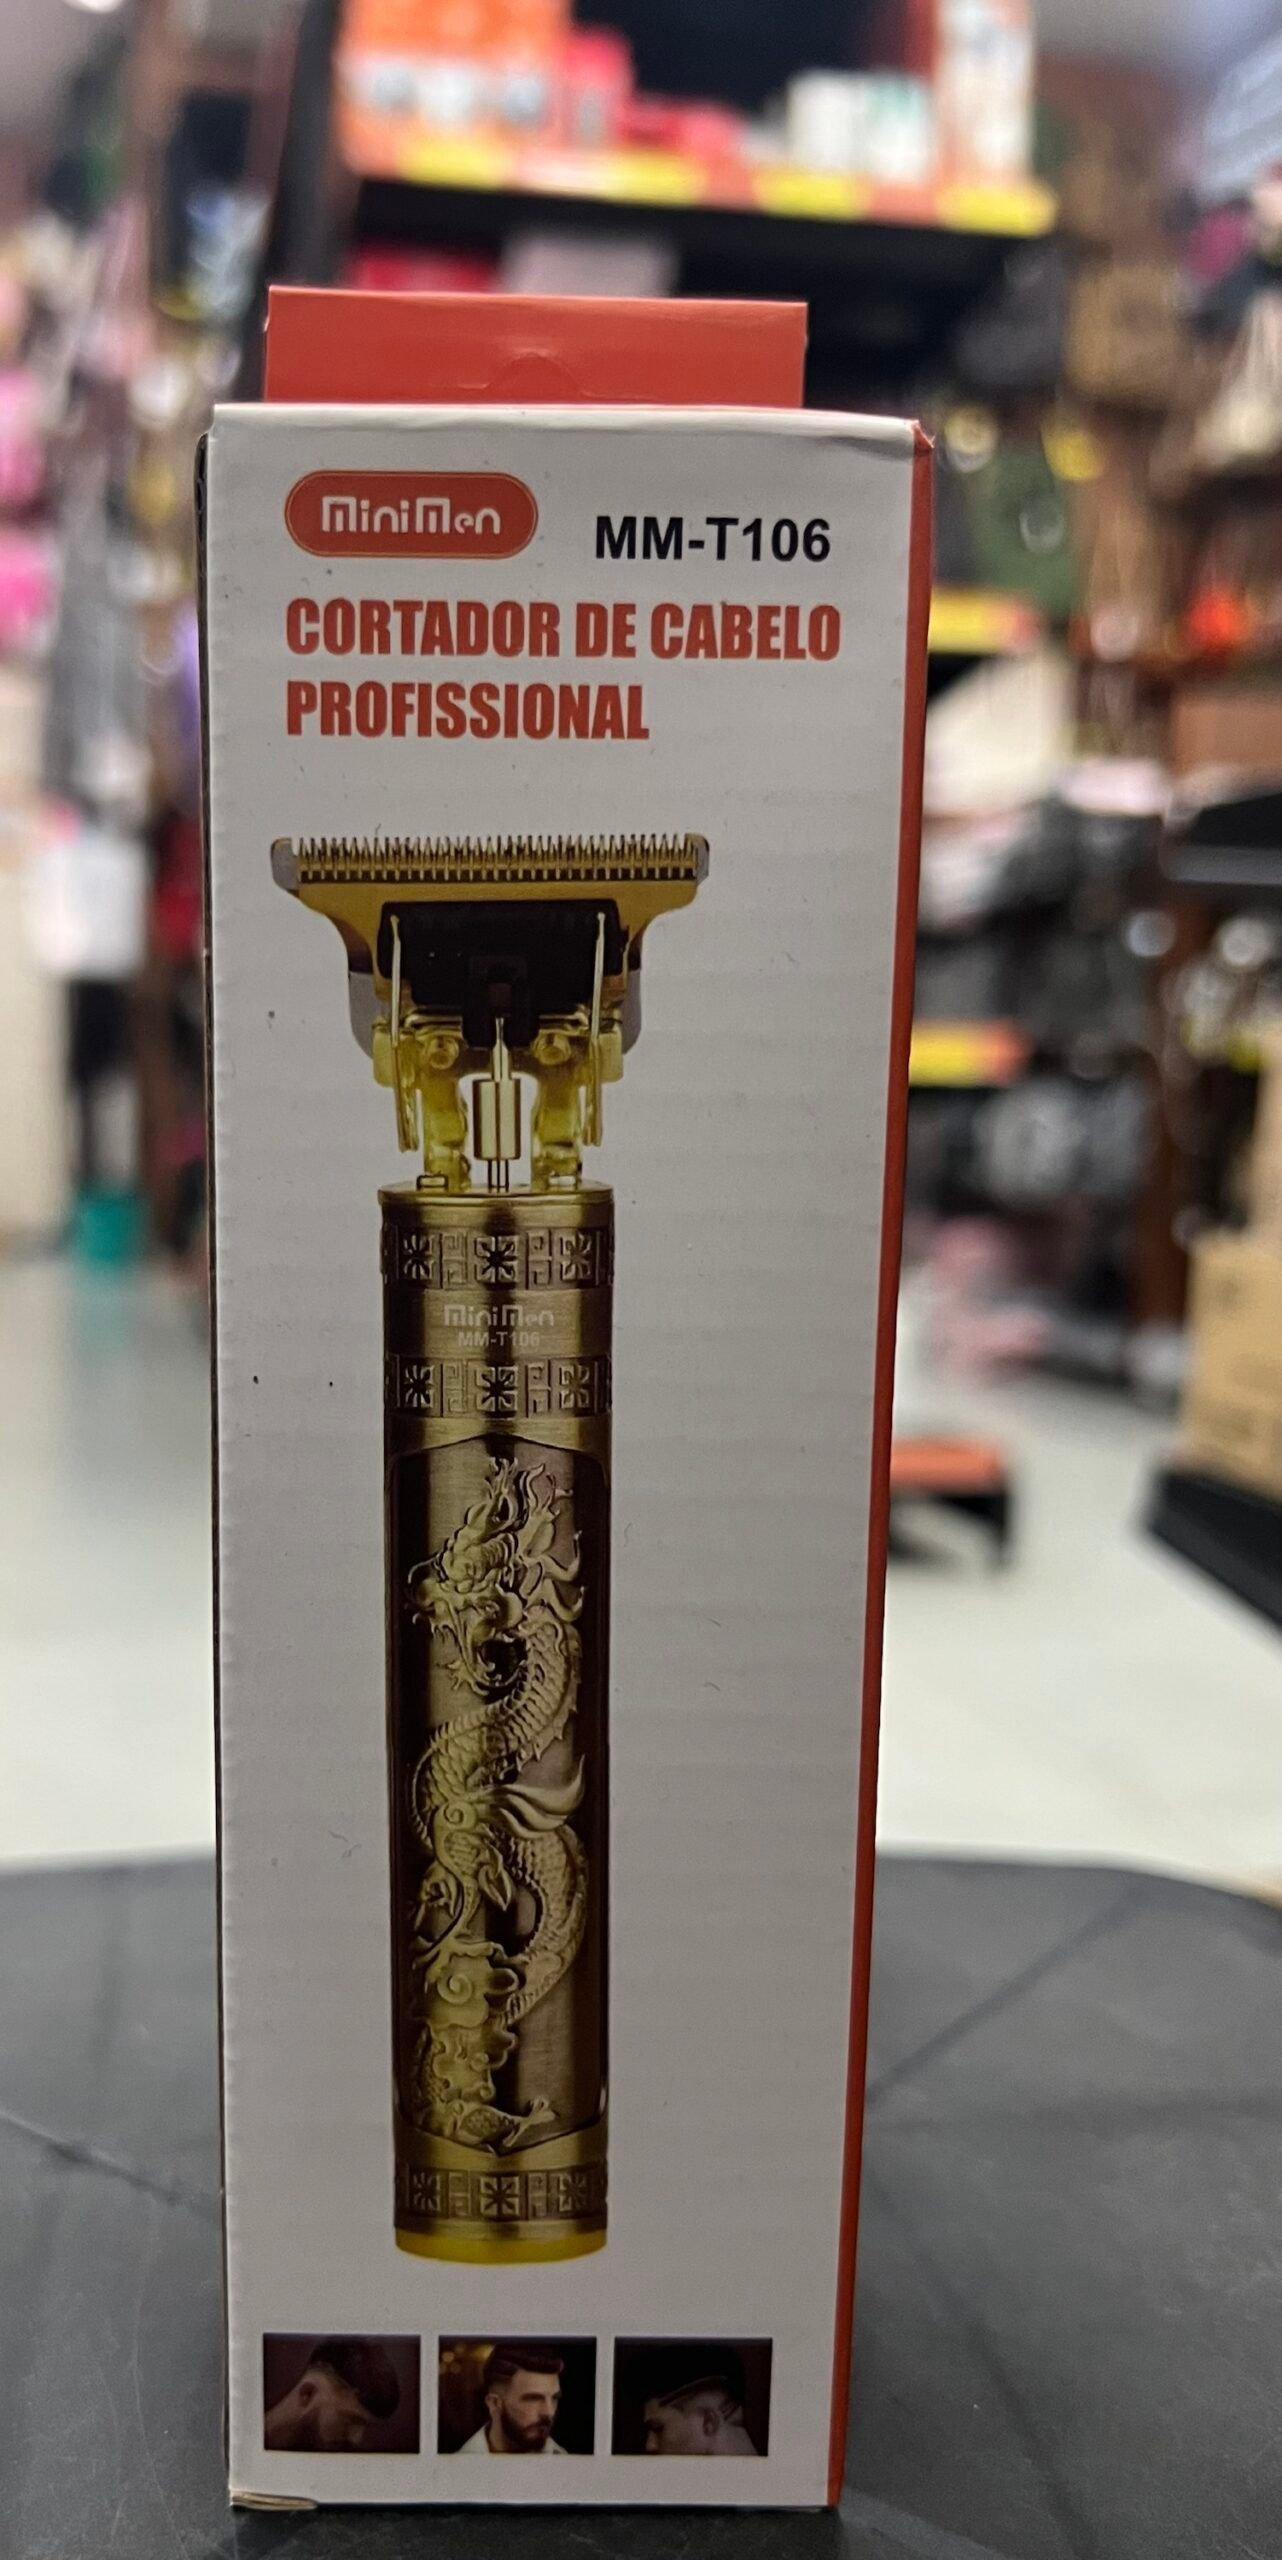 MiniMen
MM-T106
CORTADOR DE CABELO
PROFISSIONAL
MiniMen
MM-T106